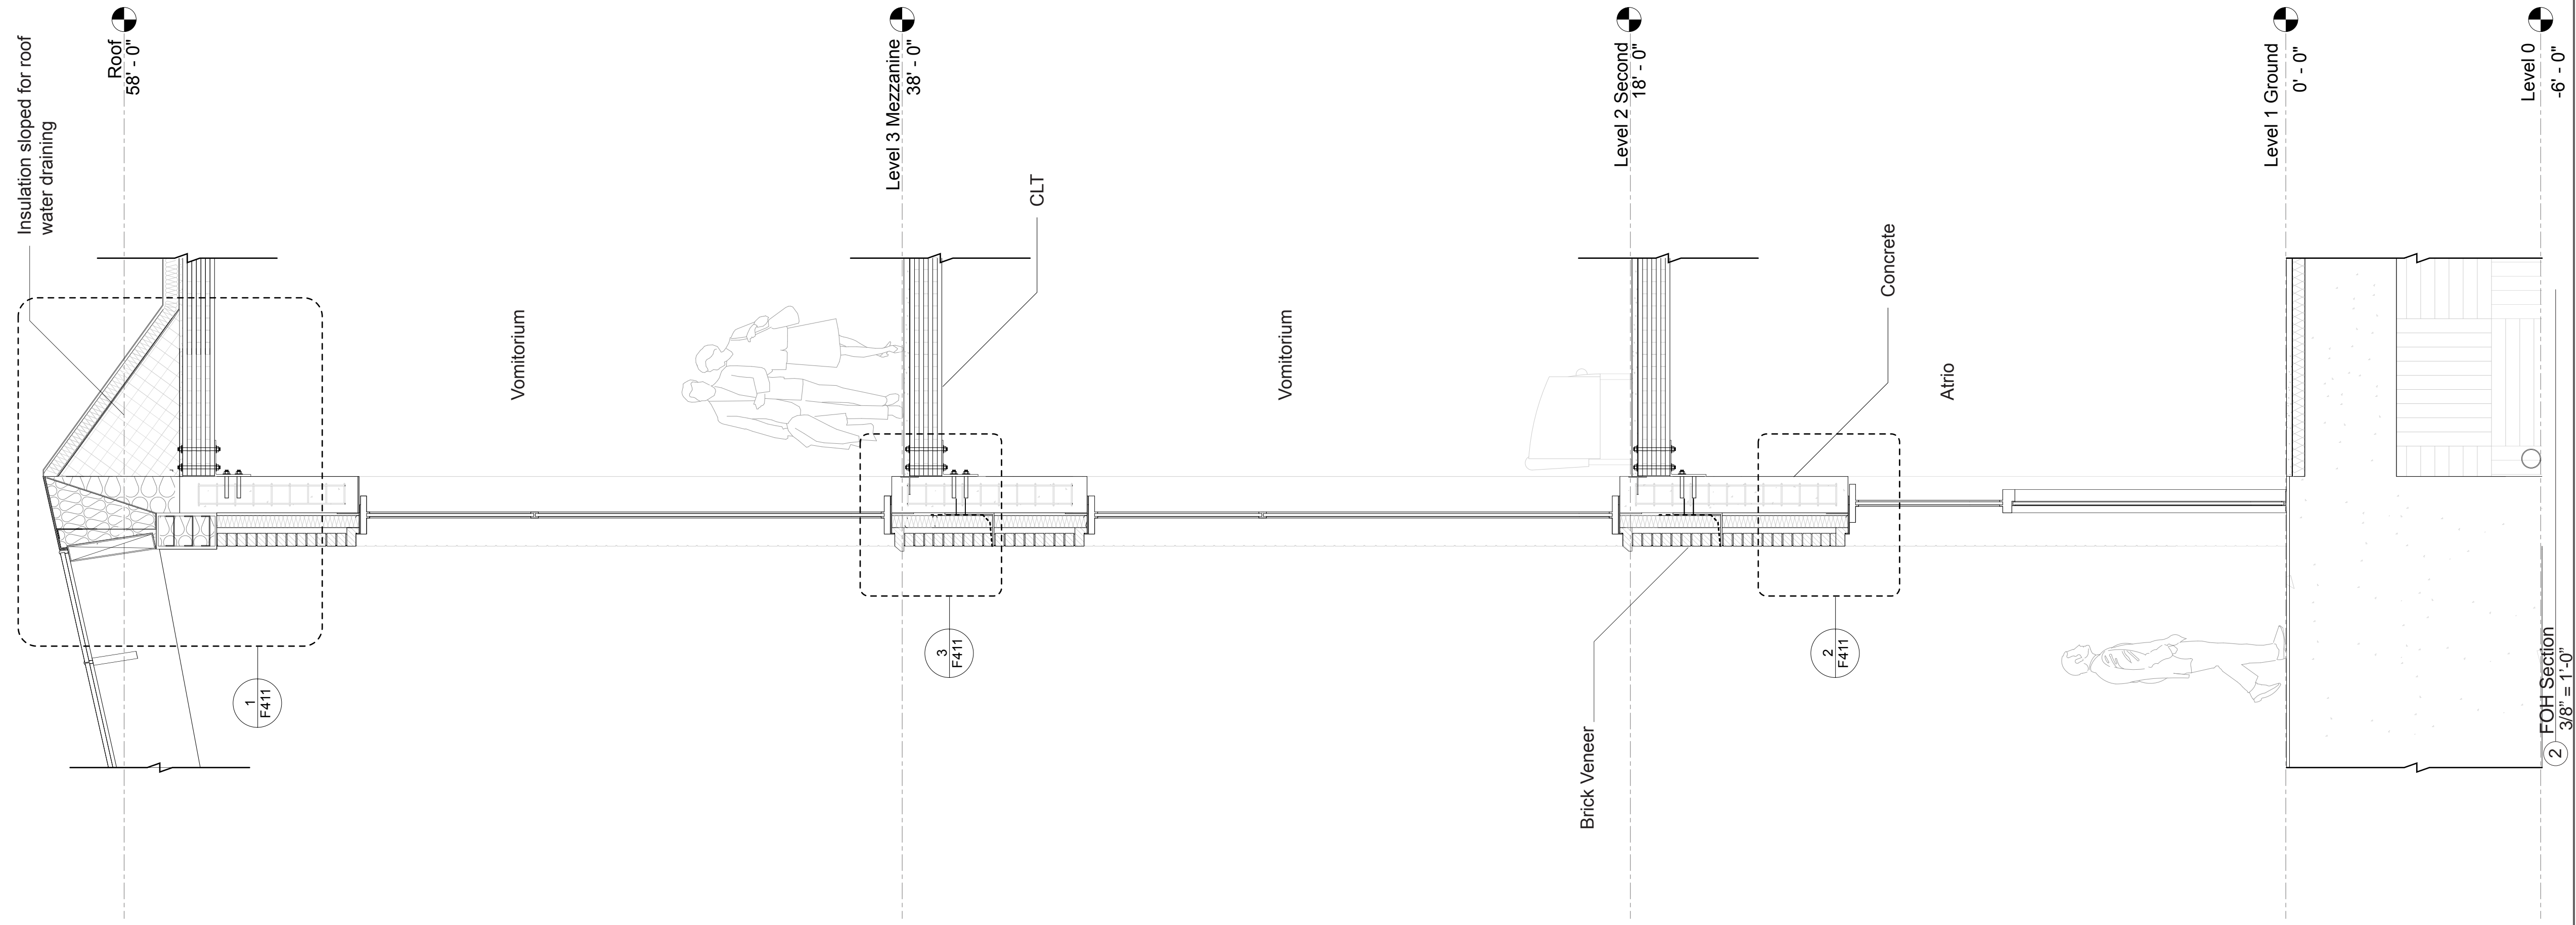 Insulation sloped for roof
water draining
Roof
58' - 0"
Level 3 Mezzanine
38' - 0"
Level 2 Second
18' - 0"
Level 1 Ground
0' - 0"
Level 0
-6' - 0"
CLT
Concrete
Vomitorium
Vomitorium
Atrio
Brick Veneer
1
F411
3
F411
2
F411
2
FOH Section
3/8" = 1'-0"